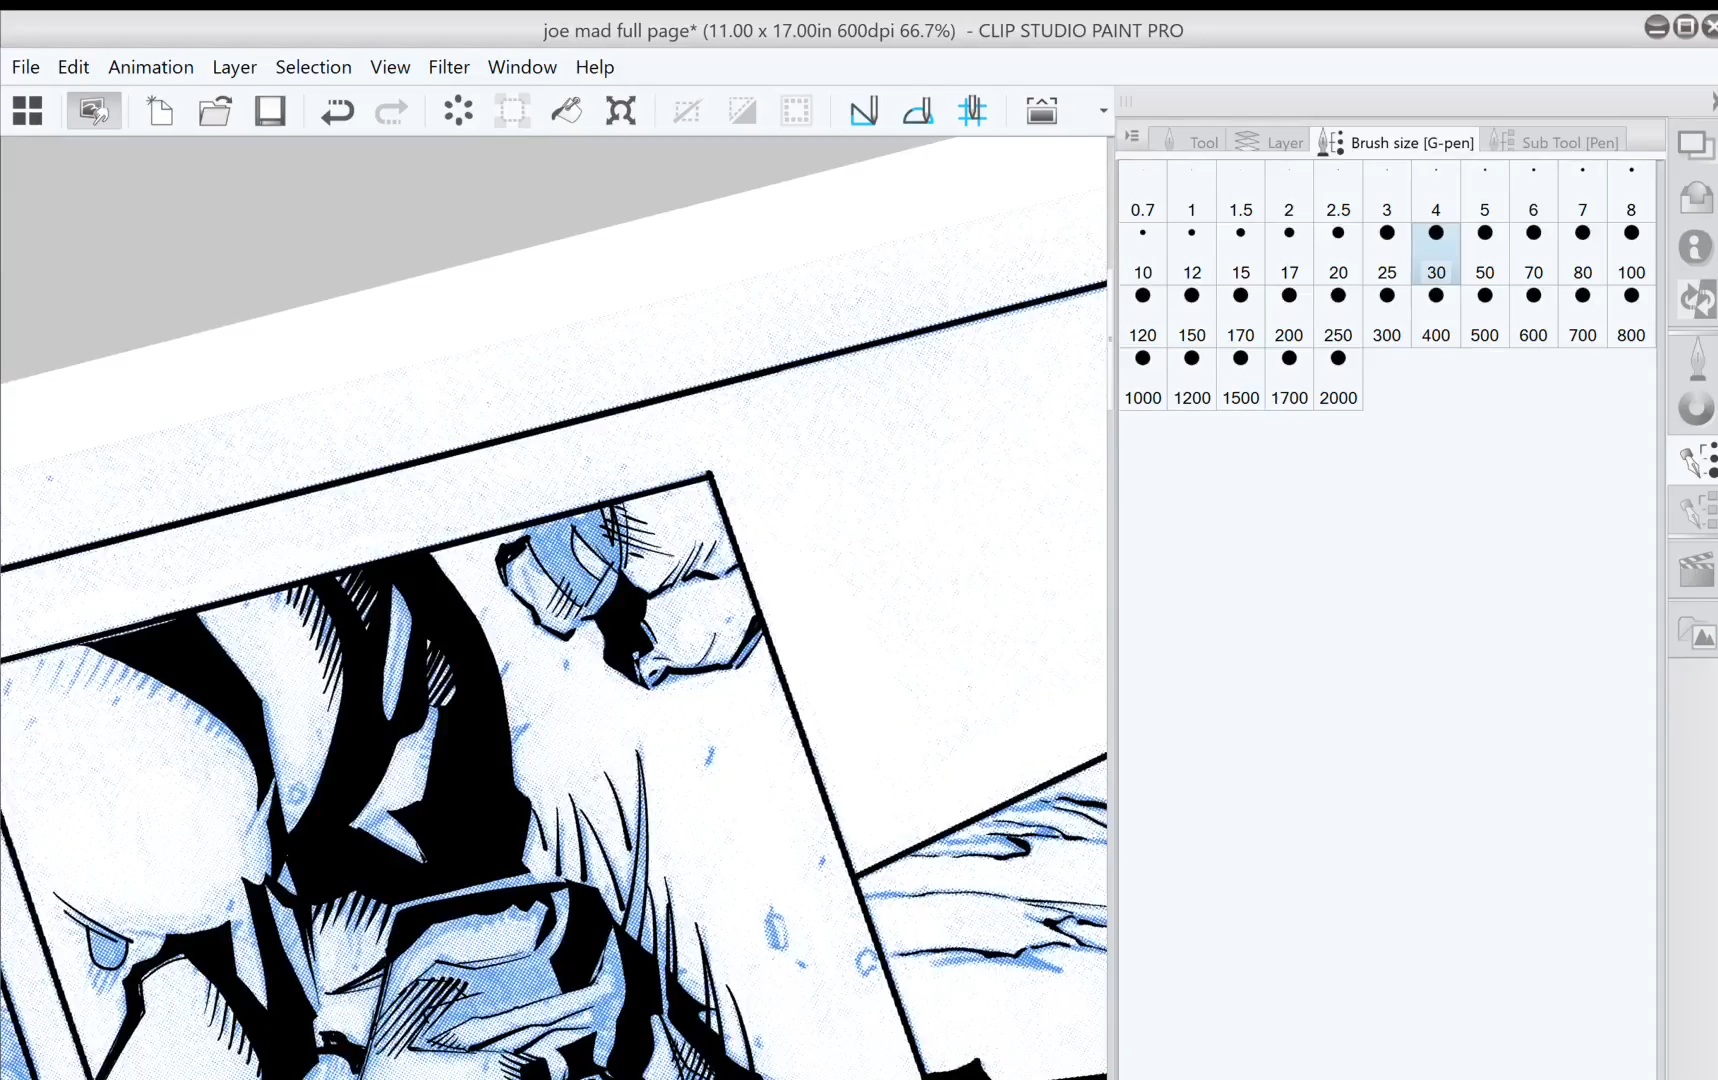 joe mad full page* (11.00 x 17.00in 600dpi 66.7%) - CLIP STUDIO PAINT PRO
File Edit Animation Layer Selection View Filter Window Help
Tool Layer Brush size [G-pen] Sub Tool [Pen]
0.7 1 1.5 2 2.5 3 4 5 6 7 8
10 12 15 17 20 25 30 50 70 80 100
120 150 170 200 250 300 400 500 600 700 800
1000 1200 1500 1700 2000